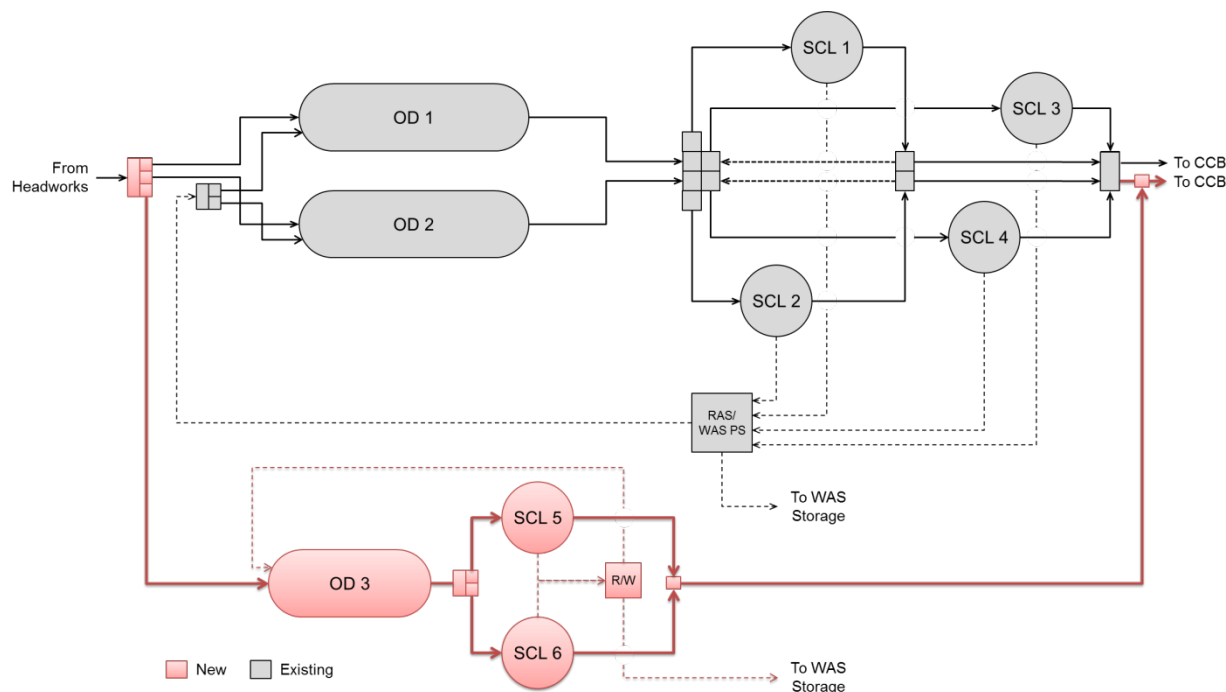 SCL 1
OD 1
SCL 3
From
Headworks
To CCB
To CCB
OD 2
SCL 4
SCL 2
RAS/
WAS PS
To WAS
Storage
SCL 5
OD 3
R/W
SCL 6
New
Existing
To WAS
Storage